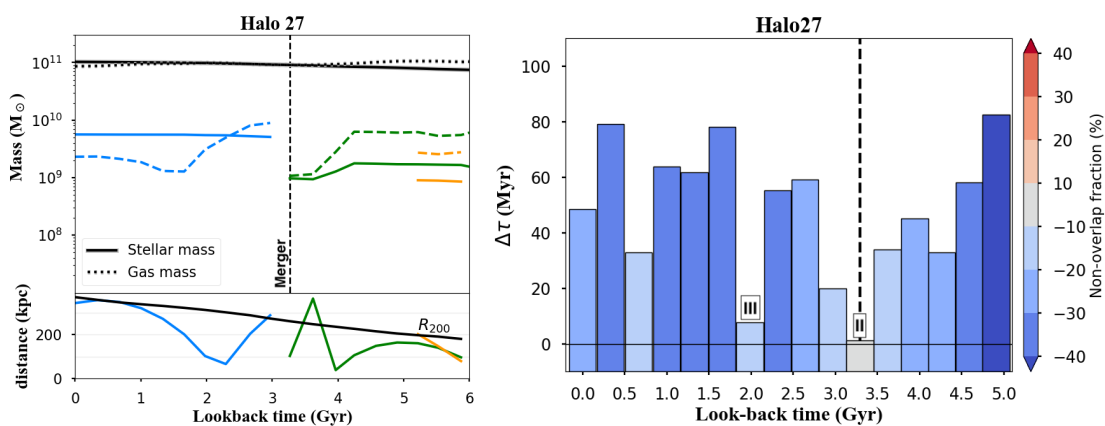 Halo 27
Mass (M⊙)
10^11
10^10
10^9
10^8
Stellar mass
Gas mass
Merger
distance (kpc)
200
0
R_200
0 1 2 3 4 5 6
Lookback time (Gyr)
Halo27
Δτ (Myr)
100
80
60
40
20
0
III
II
0.0 0.5 1.0 1.5 2.0 2.5 3.0 3.5 4.0 4.5 5.0
Look-back time (Gyr)
40
30
20
10
−10
−20
−30
−40
Non-overlap fraction (%)